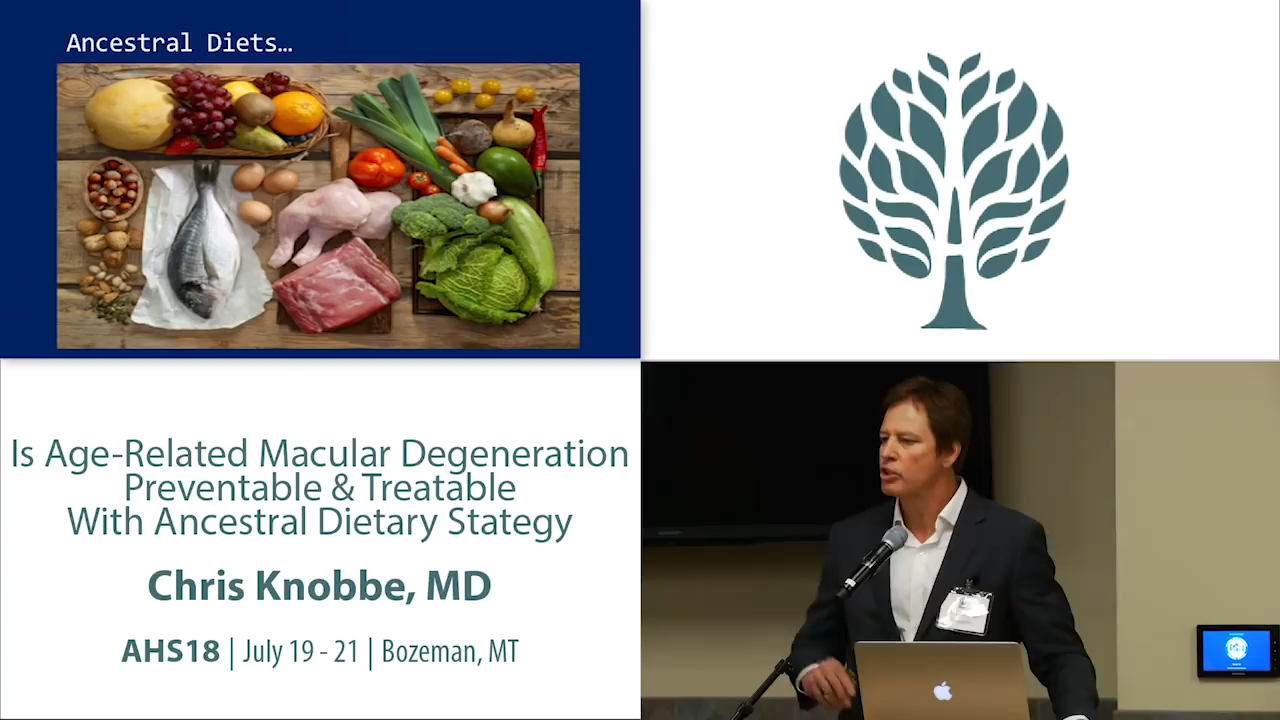 Ancestral Diets…
Is Age-Related Macular Degeneration
Preventable & Treatable
With Ancestral Dietary Stategy
Chris Knobbe, MD
AHS18 | July 19 - 21 | Bozeman, MT